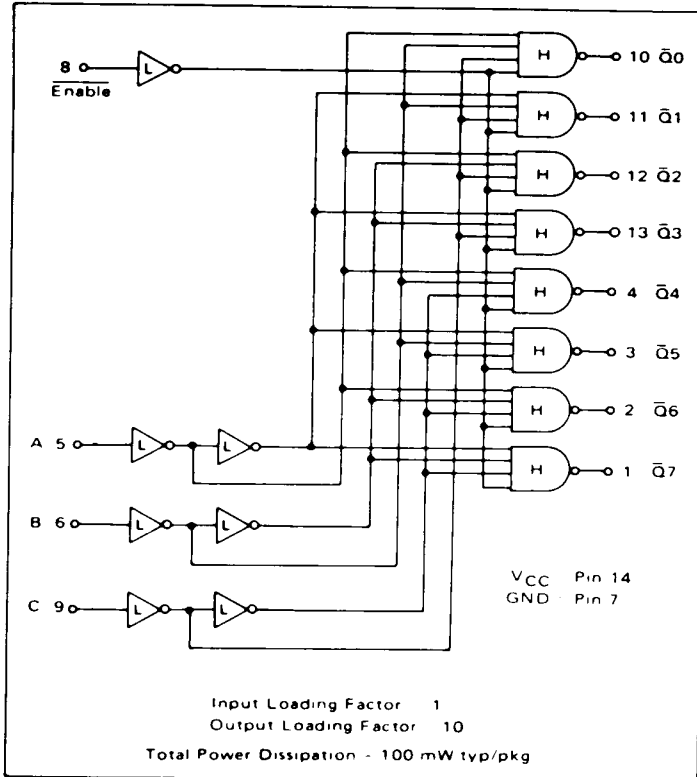 8 L H 10 Q̄0
E̅n̅a̅b̅l̅e̅
H 11 Q̄1
H 12 Q̄2
H 13 Q̄3
H 4 Q̄4
H 3 Q̄5
H 2 Q̄6
A 5 L L
H 1 Q̄7
B 6 L L
VCC Pin 14
GND Pin 7
C 9 L L
Input Loading Factor 1
Output Loading Factor 10
Total Power Dissipation - 100 mW typ/pkg